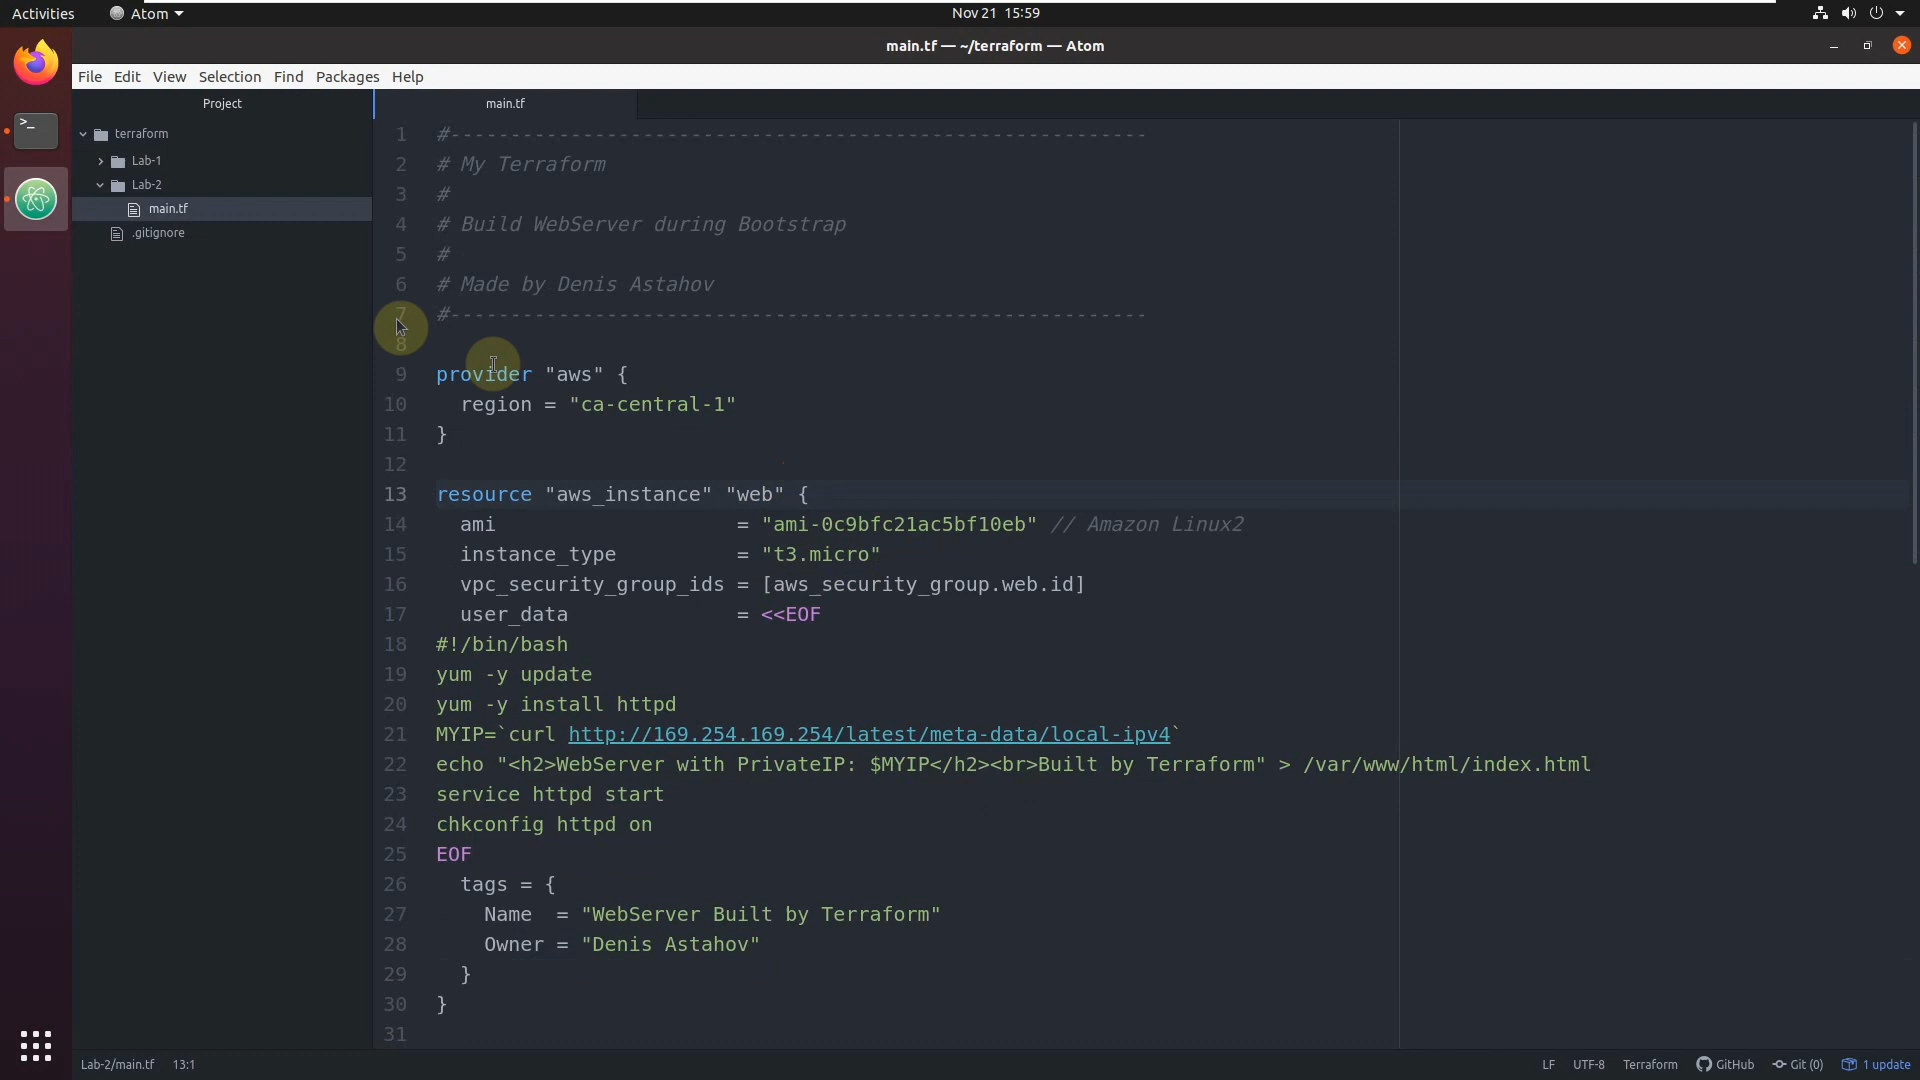 Activities
Atom
Nov 21 15:59
main.tf — ~/terraform — Atom
File Edit View Selection Find Packages Help
Project
main.tf
terraform
Lab-1
Lab-2
main.tf
.gitignore
1 #----------------------------------------------------------
2 # My Terraform
3 #
4 # Build WebServer during Bootstrap
5 #
6 # Made by Denis Astahov
7 #----------------------------------------------------------
8
9 provider "aws" {
10 region = "ca-central-1"
11 }
12
13 resource "aws_instance" "web" {
14 ami = "ami-0c9bfc21ac5bf10eb" // Amazon Linux2
15 instance_type = "t3.micro"
16 vpc_security_group_ids = [aws_security_group.web.id]
17 user_data = <<EOF
18 #!/bin/bash
19 yum -y update
20 yum -y install httpd
21 MYIP=`curl http://169.254.169.254/latest/meta-data/local-ipv4`
22 echo "<h2>WebServer with PrivateIP: $MYIP</h2><br>Built by Terraform" > /var/www/html/index.html
23 service httpd start
24 chkconfig httpd on
25 EOF
26 tags = {
27 Name = "WebServer Built by Terraform"
28 Owner = "Denis Astahov"
29 }
30 }
31
Lab-2/main.tf 13:1
LF UTF-8 Terraform GitHub Git (0) 1 update